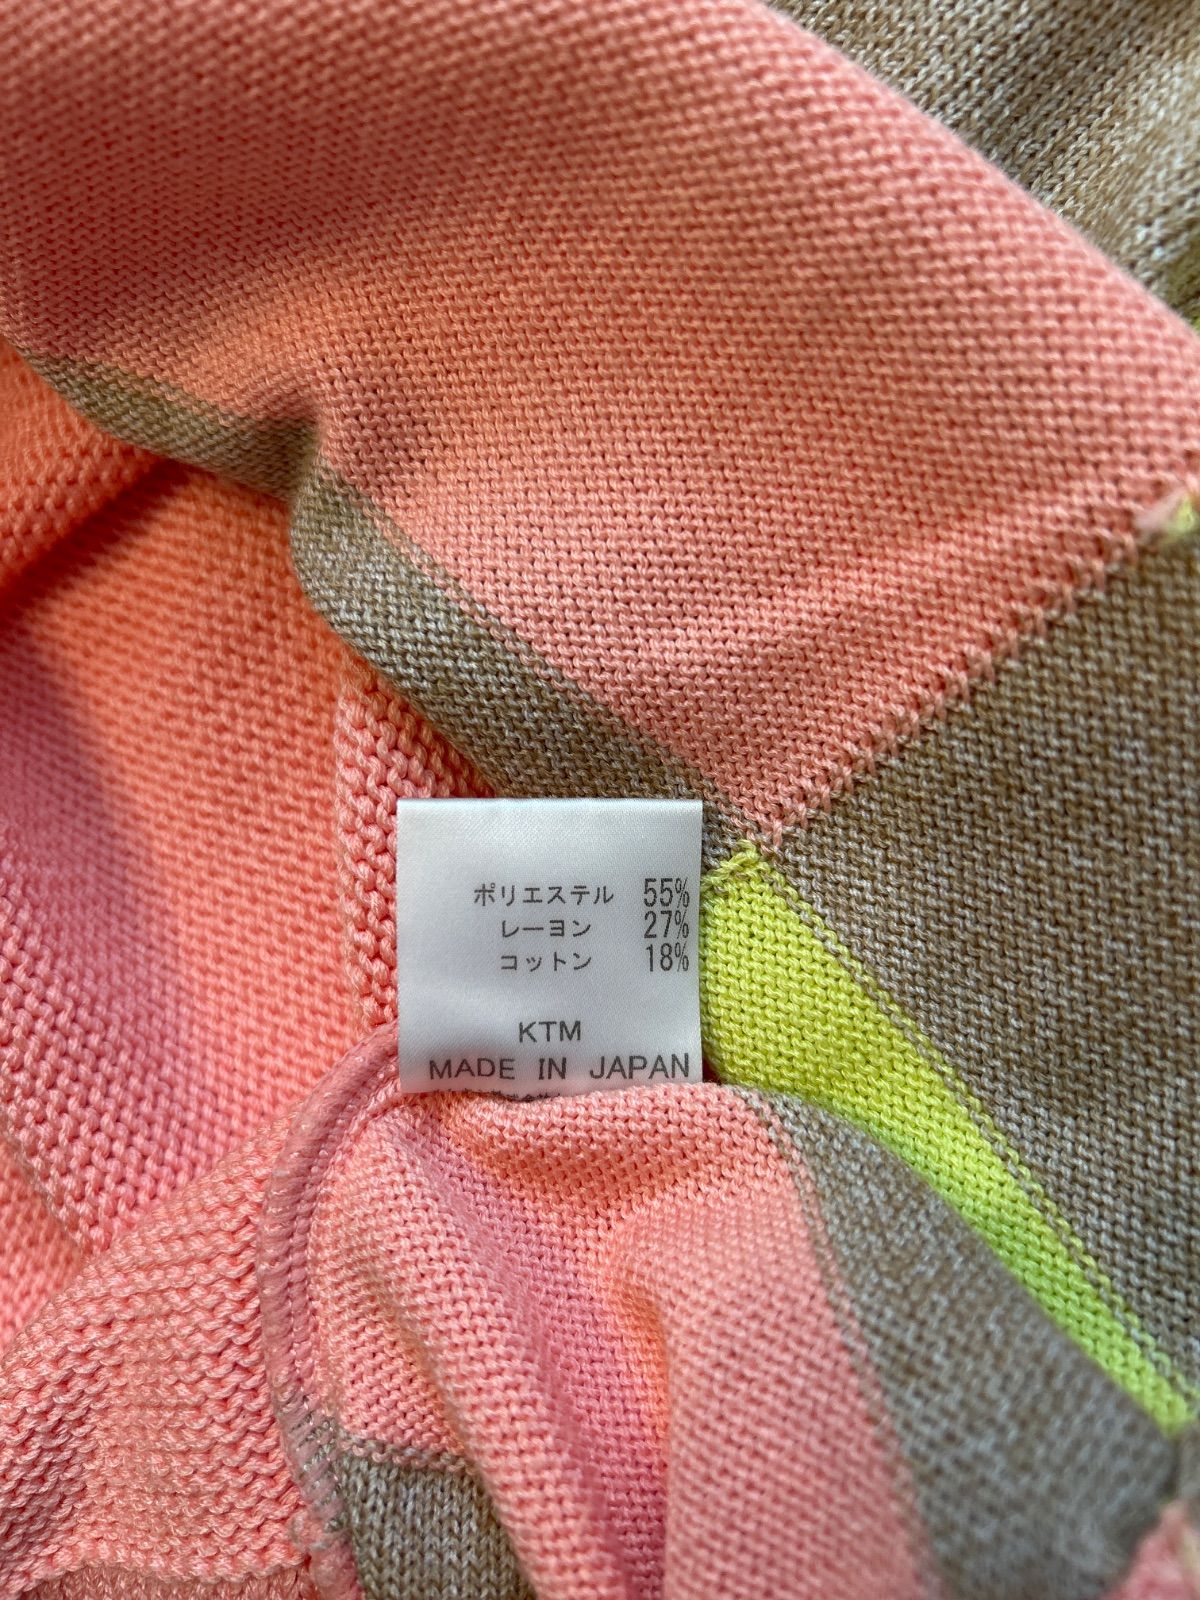 ポリエステル 55%
レーヨン 27%
コットン 18%
KTM
MADE IN JAPAN